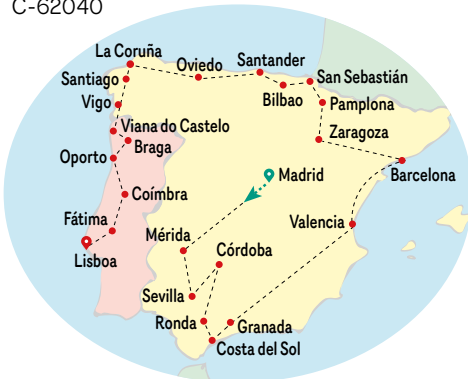 C-62040
La Coruña
Oviedo
Santander
San Sebastián
Santiago
Bilbao
Vigo
Pamplona
Viana do Castelo
Zaragoza
Braga
Oporto
Madrid
Barcelona
Coímbra
Fátima
Valencia
Mérida
Córdoba
Lisboa
Sevilla
Ronda
Granada
Costa del Sol